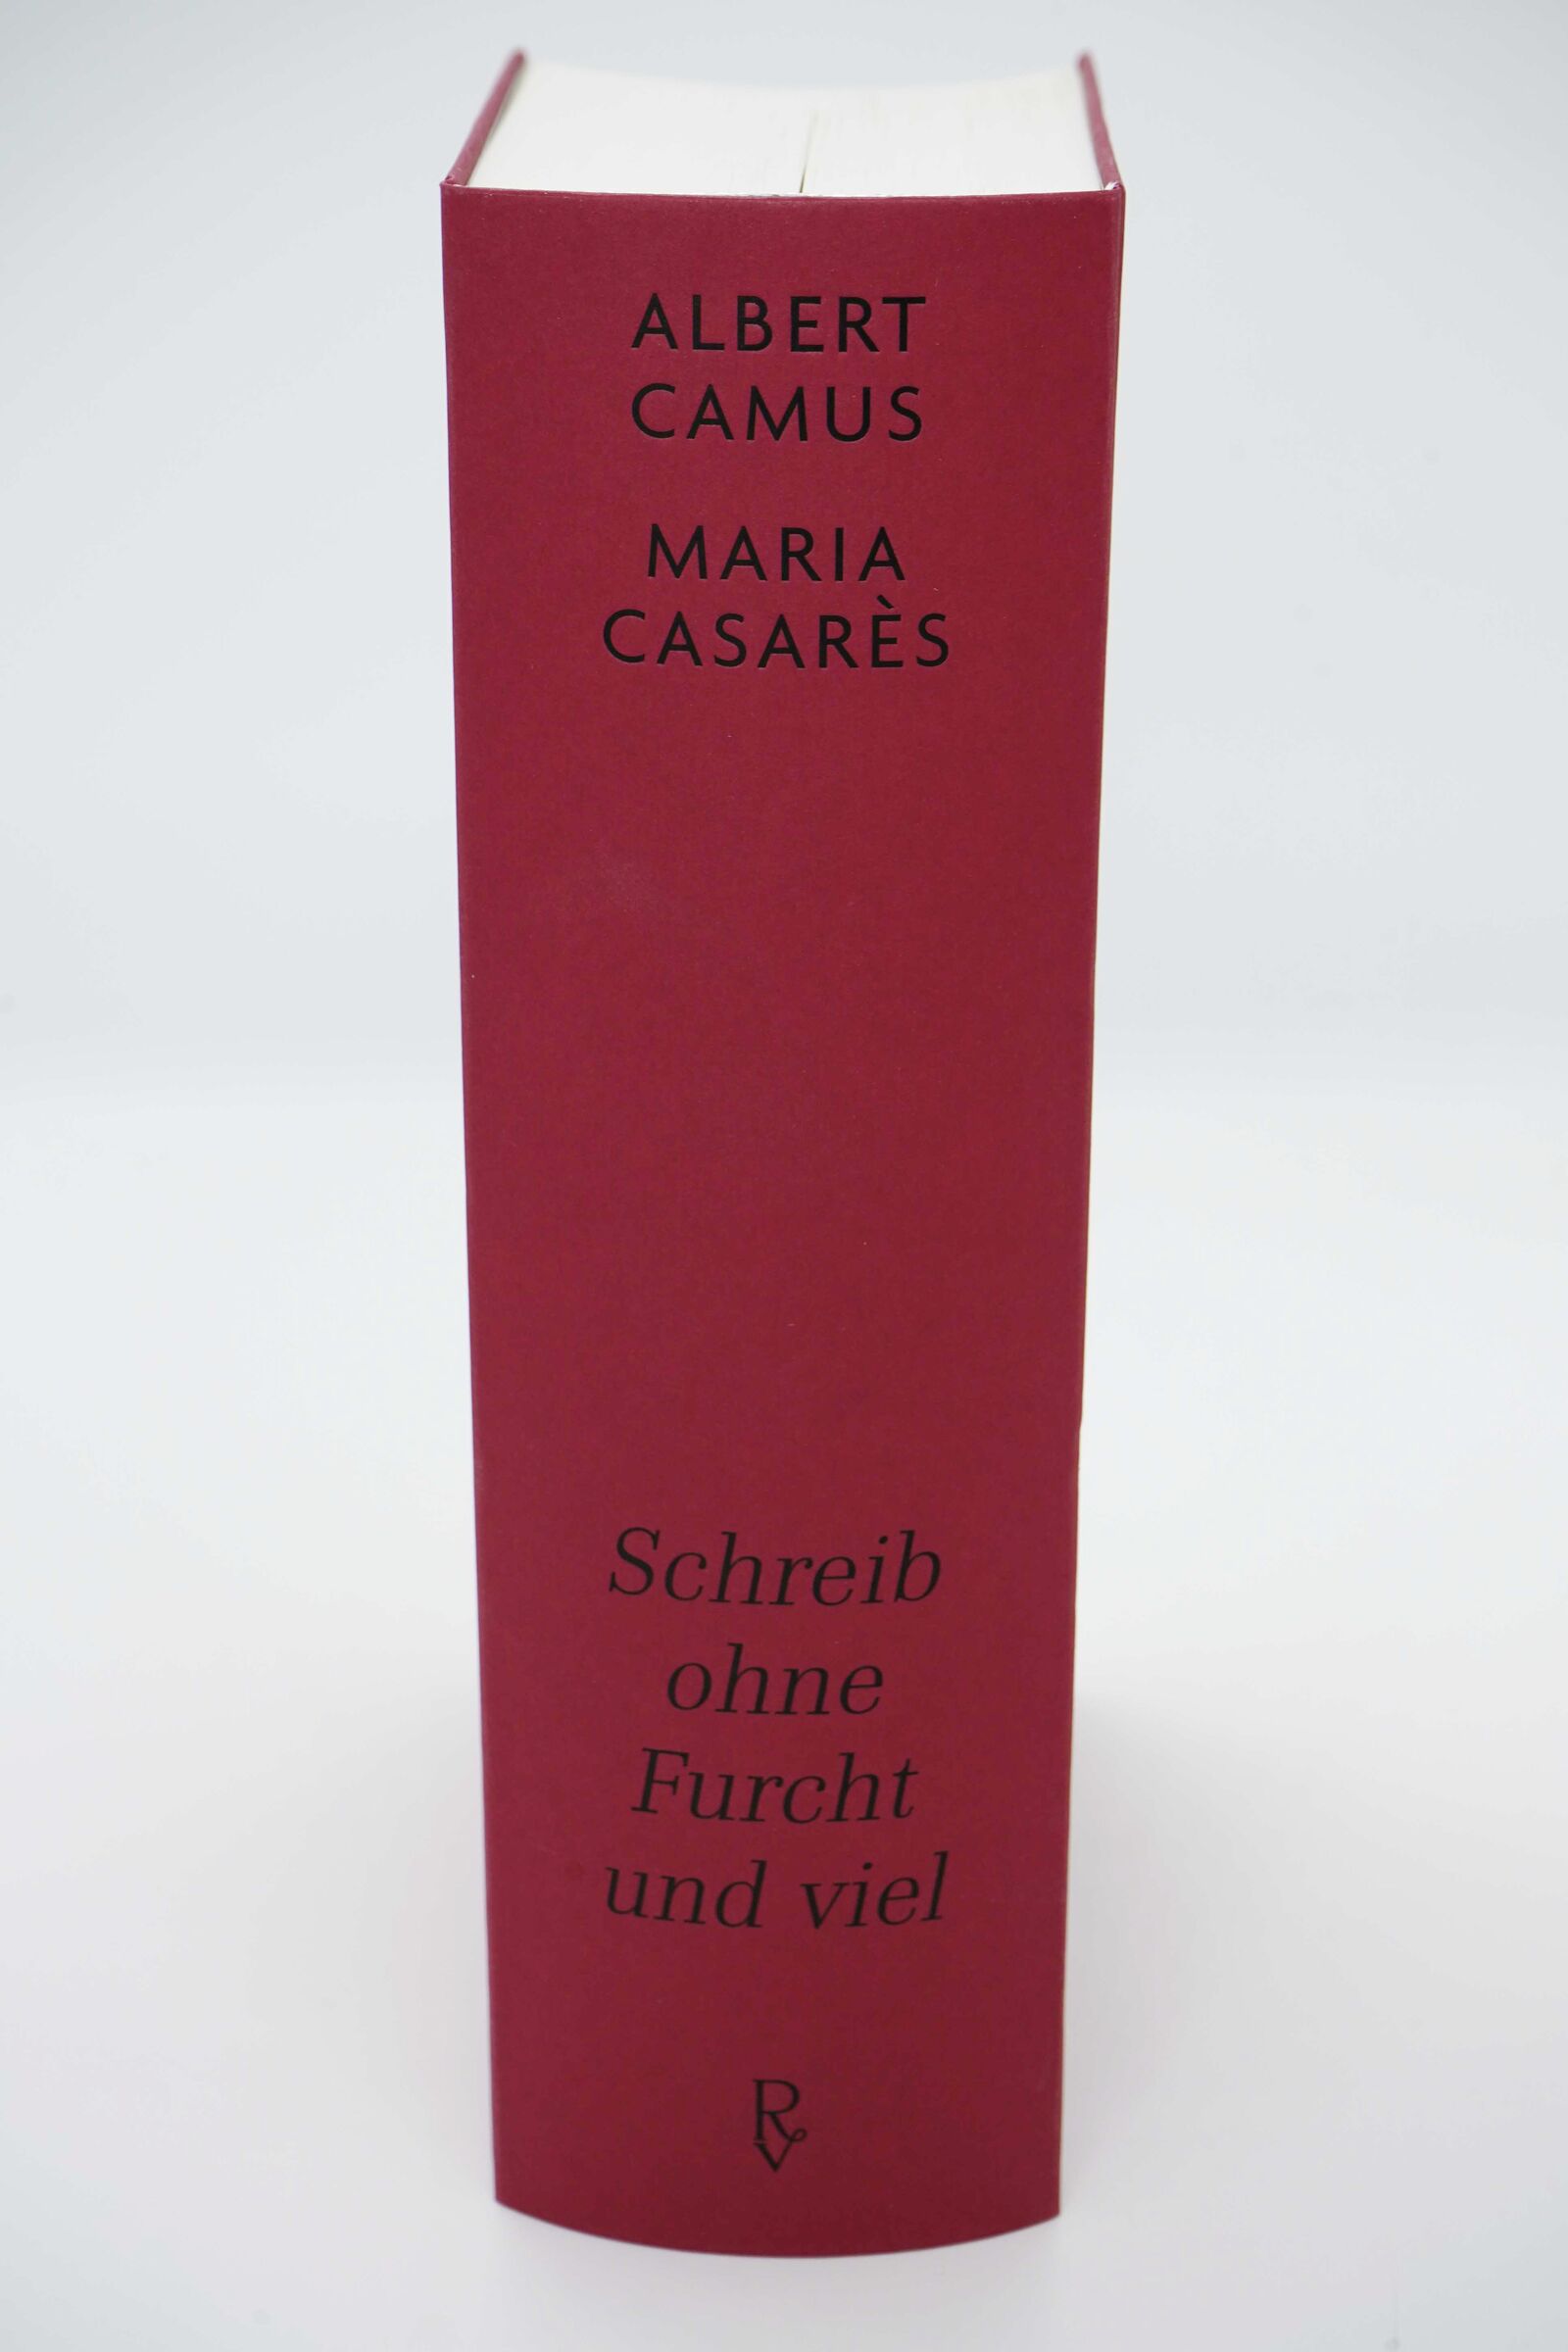 ALBERT
CAMUS
MARIA
CASARÈS
Schreib
ohne
Furcht
und viel
RV